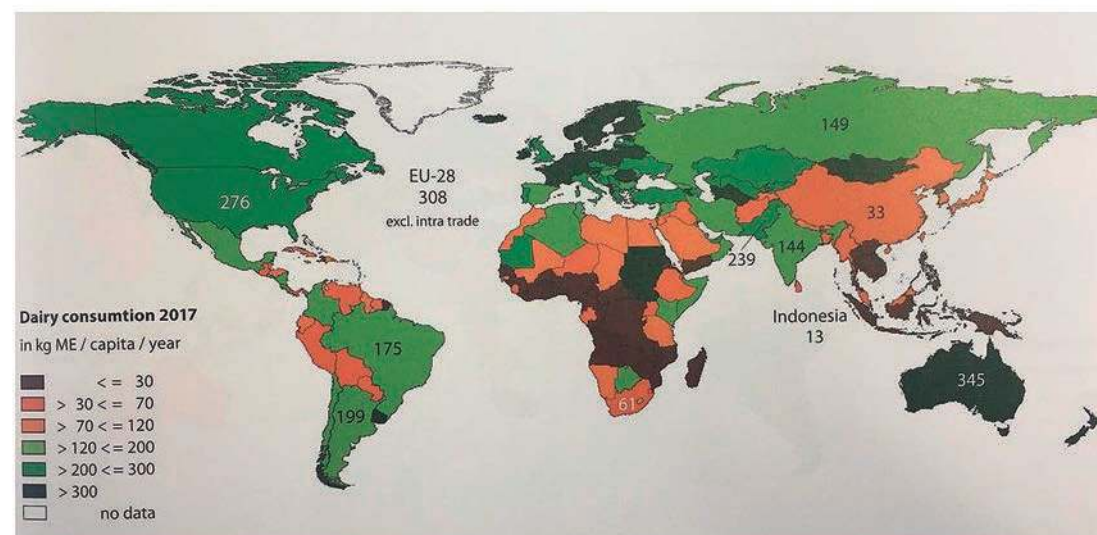 149
EU-28
308
excl. intra trade
276
33
144
239
Indonesia
13
175
345
61
199
Dairy consumtion 2017
in kg ME / capita / year
< = 30
> 30 < = 70
> 70 < = 120
> 120 < = 200
> 200 < = 300
> 300
no data